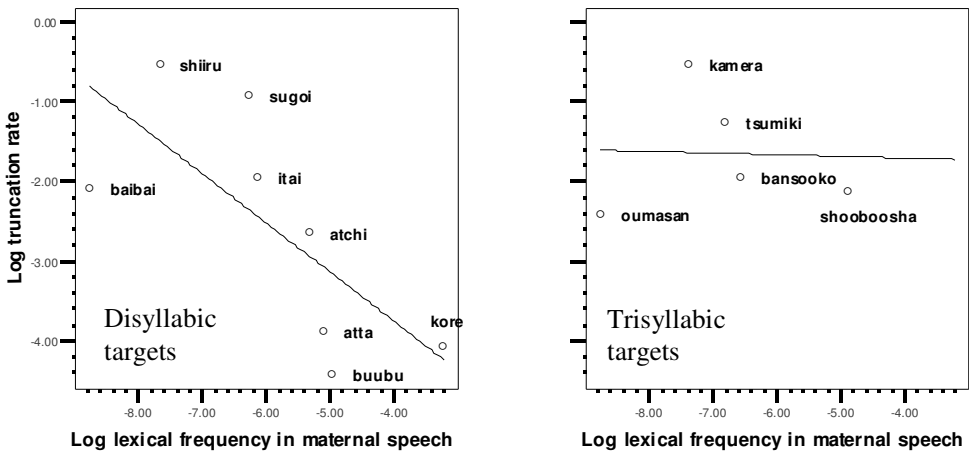 0.00
-1.00
-2.00
-3.00
-4.00
Log truncation rate
shiiru
sugoi
itai
baibai
atchi
kore
atta
buubu
Disyllabic
targets
-8.00 -7.00 -6.00 -5.00 -4.00
Log lexical frequency in maternal speech
kamera
tsumiki
bansooko
oumasan
shooboosha
Trisyllabic
targets
-8.00 -7.00 -6.00 -5.00 -4.00
Log lexical frequency in maternal speech